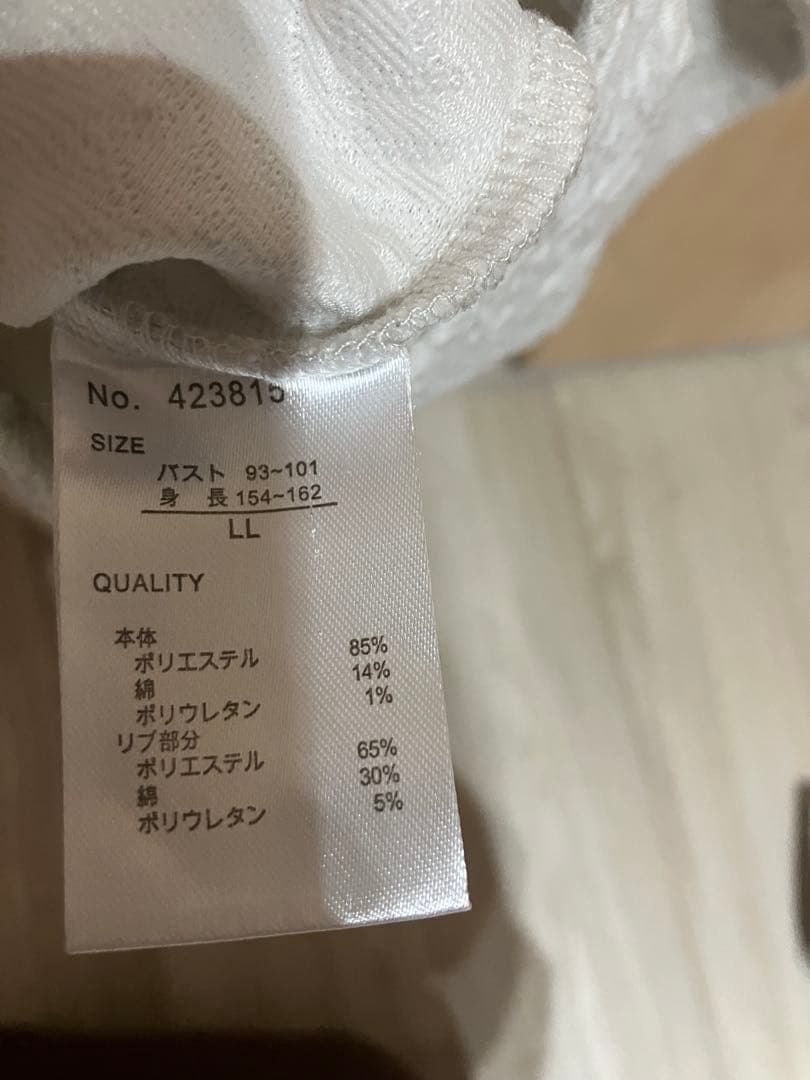 No. 423815
SIZE
バスト 93~101
身 長 154~162
LL
QUALITY
本体
ポリエステル 85%
綿 14%
ポリウレタン 1%
リブ部分
ポリエステル 65%
綿 30%
ポリウレタン 5%